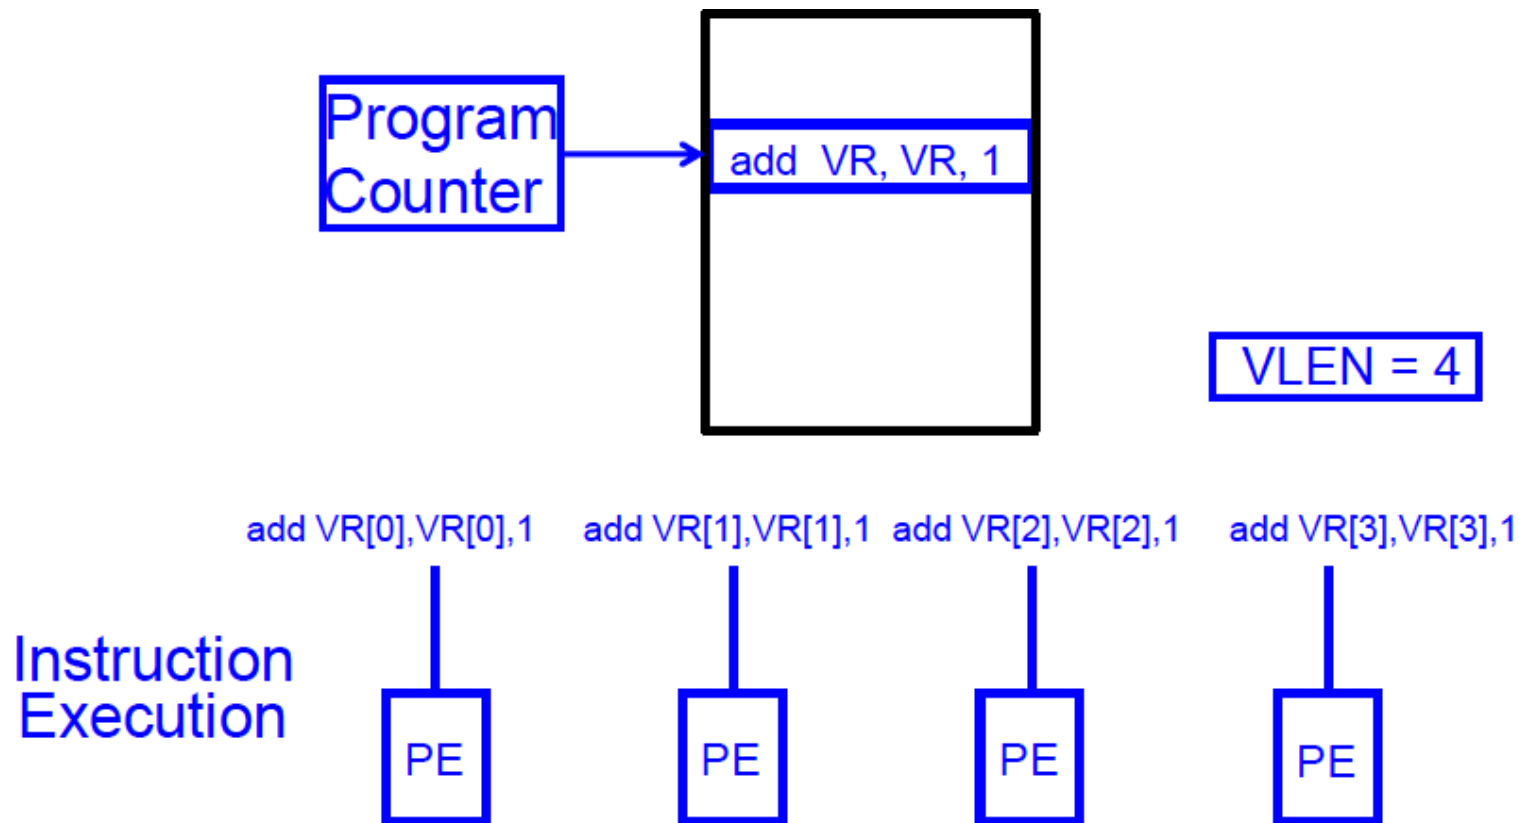 Program
Counter
add VR, VR, 1
VLEN = 4
add VR[0],VR[0],1
add VR[1],VR[1],1
add VR[2],VR[2],1
add VR[3],VR[3],1
Instruction
Execution
PE
PE
PE
PE